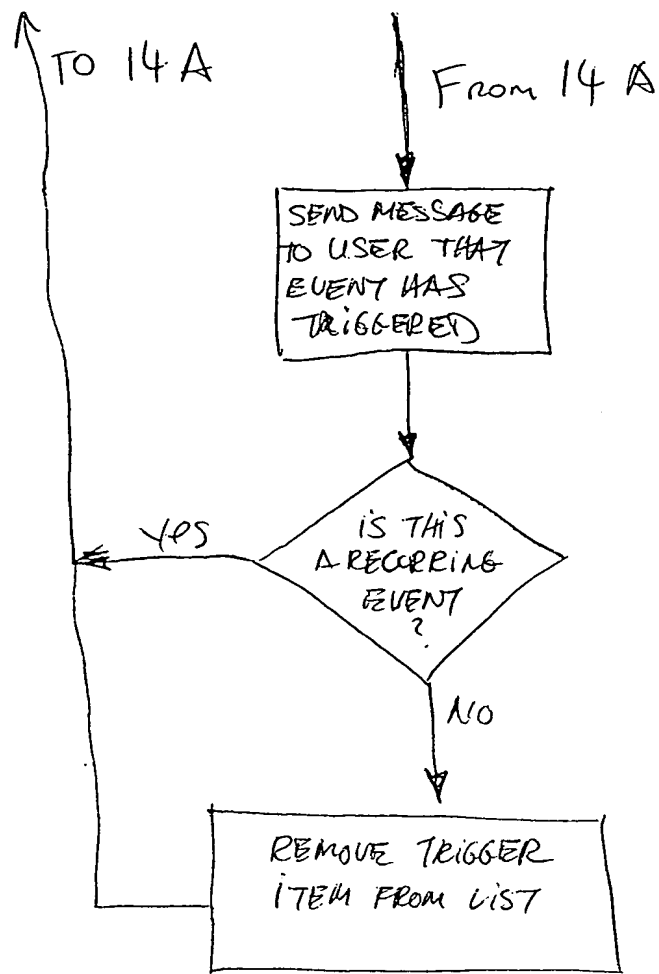 TO 14 A
From 14 A
SEND MESSAGE
TO USER THAT
EVENT HAS
TRIGGERED
IS THIS
A RECURRING
EVENT
?
Yes
NO
REMOVE TRIGGER
ITEM FROM LIST